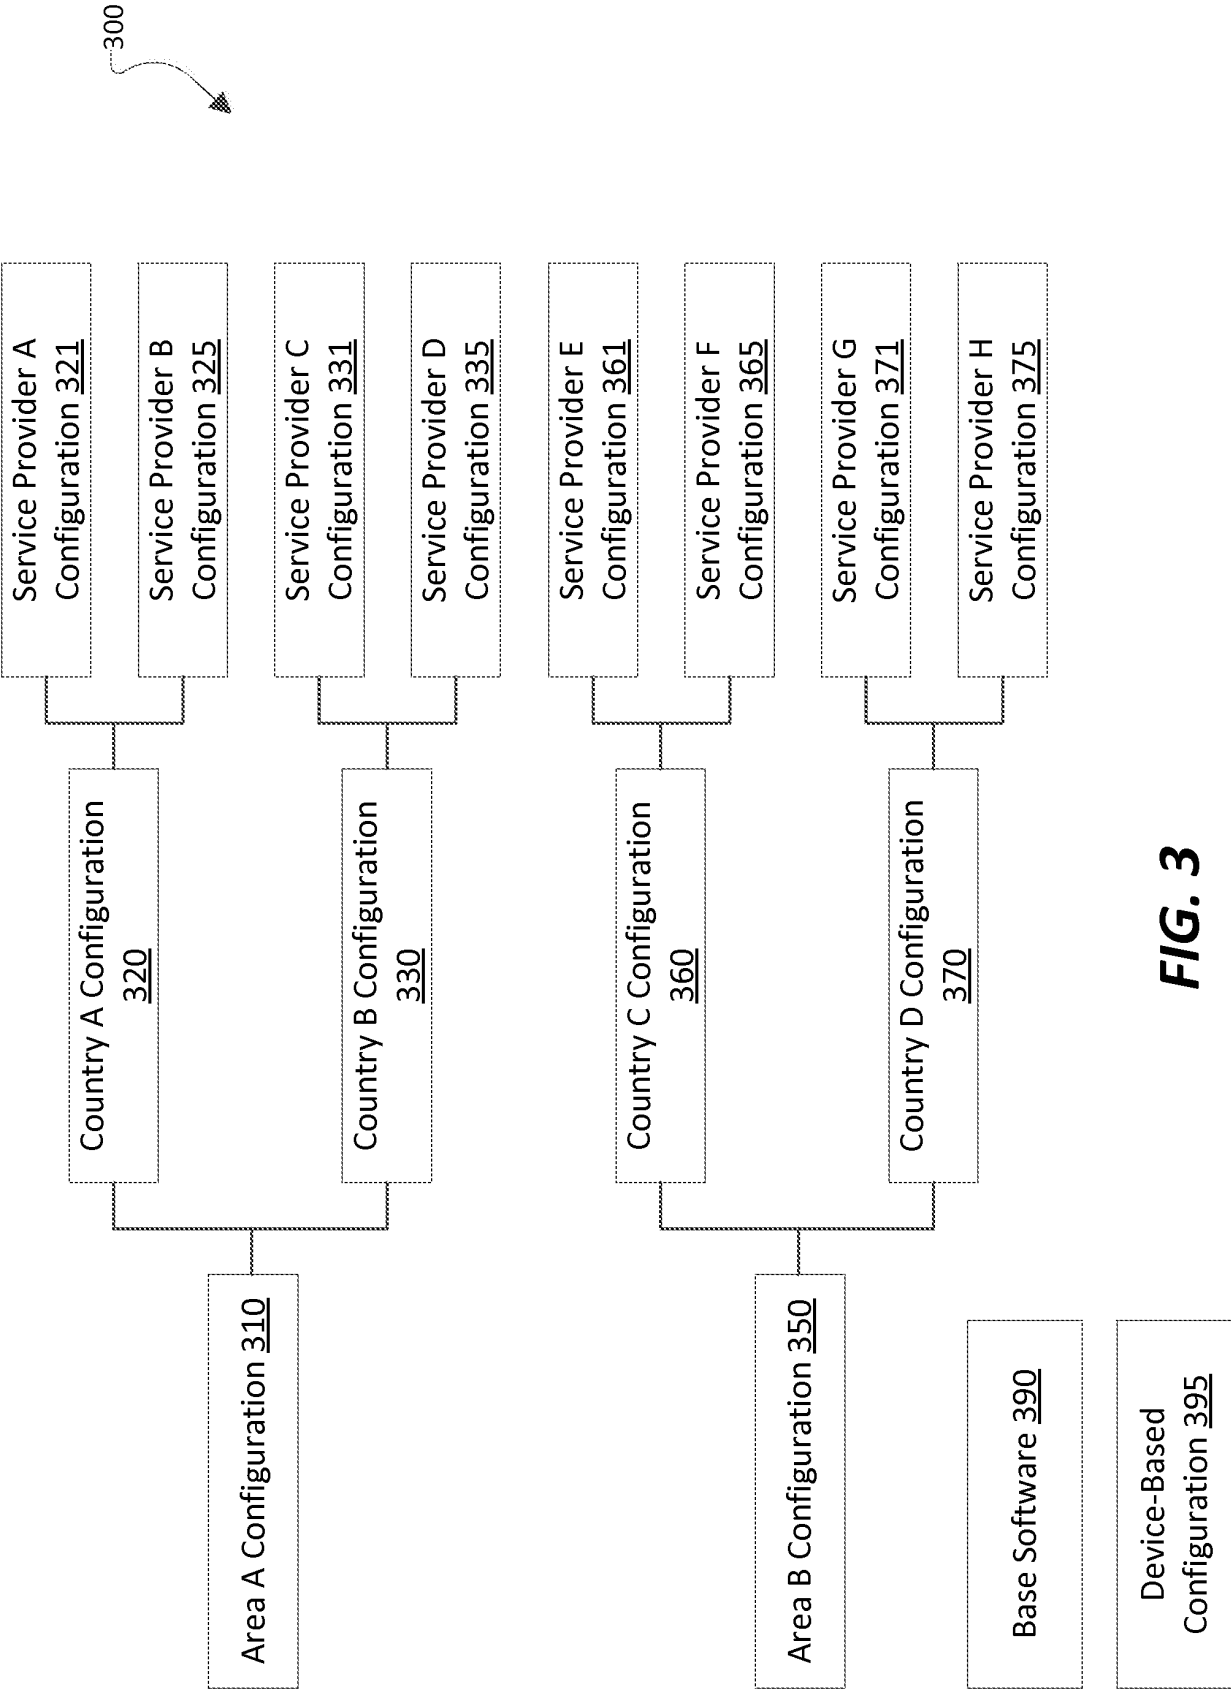 300
Service Provider A
Configuration 321
Service Provider B
Configuration 325
Service Provider C
Configuration 331
Service Provider D
Configuration 335
Service Provider E
Configuration 361
Service Provider F
Configuration 365
Service Provider G
Configuration 371
Service Provider H
Configuration 375
Country A Configuration
320
Country B Configuration
330
Country C Configuration
360
Country D Configuration
370
Area A Configuration 310
Area B Configuration 350
Base Software 390
Device-Based
Configuration 395
FIG. 3